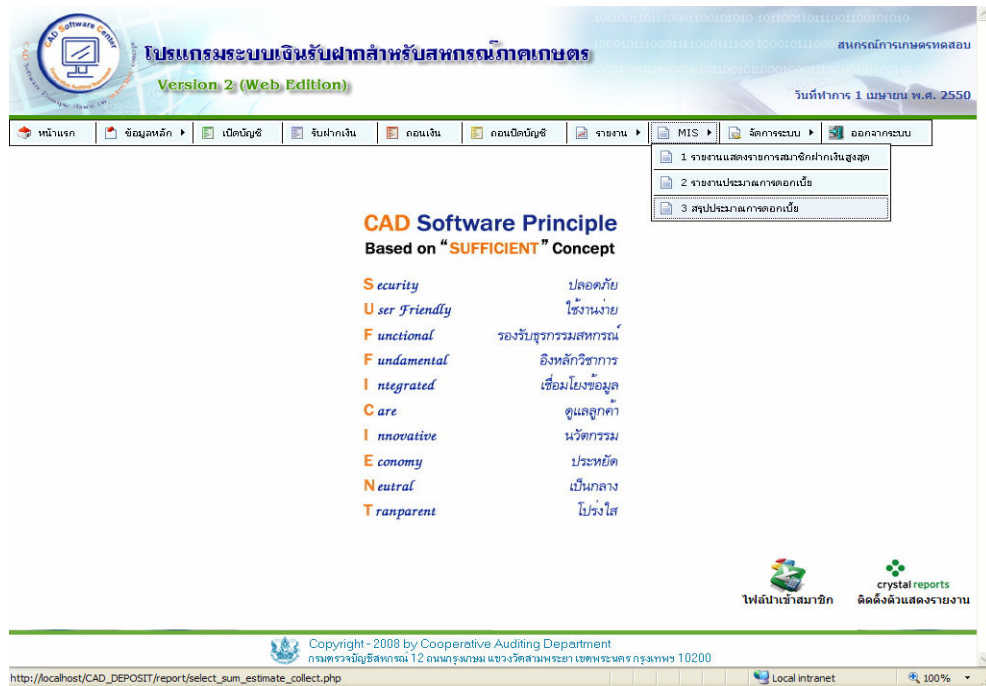 CAD Software Center
โปรแกรมระบบเงินรับฝากสำหรับสหกรณ์ภาคเกษตร
Version 2 (Web Edition)
สหกรณ์การเกษตรทดสอบ
วันที่ทำการ 1 เมษายน พ.ศ. 2550
หน้าแรก ข้อมูลหลัก เปิดบัญชี รับฝากเงิน ถอนเงิน ถอนปิดบัญชี รายงาน MIS จัดการระบบ ออกจากระบบ
1 รายงานแสดงรายการสมาชิกฝากเงินสูงสุด
2 รายงานประมาณการดอกเบี้ย
3 สรุปประมาณการดอกเบี้ย
CAD Software Principle
Based on “SUFFICIENT” Concept
S ecurity ปลอดภัย
U ser Friendly ใช้งานง่าย
F unctional รองรับธุรกรรมสหกรณ์
F undamental อิงหลักวิชาการ
I ntegrated เชื่อมโยงข้อมูล
C are ดูแลลูกค้า
I nnovative นวัตกรรม
E conomy ประหยัด
N eutral เป็นกลาง
T ranparent โปร่งใส
crystal reports
ไฟล์นำเข้าสมาชิก ติดตั้งตัวแสดงรายงาน
Copyright - 2008 by Cooperative Auditing Department
กรมตรวจบัญชีสหกรณ์ 12 ถนนกรุงเกษม แขวงวัดสามพระยา เขตพระนคร กรุงเทพฯ 10200
http://localhost/CAD_DEPOSIT/report/select_sum_estimate_collect.php Local intranet 100%